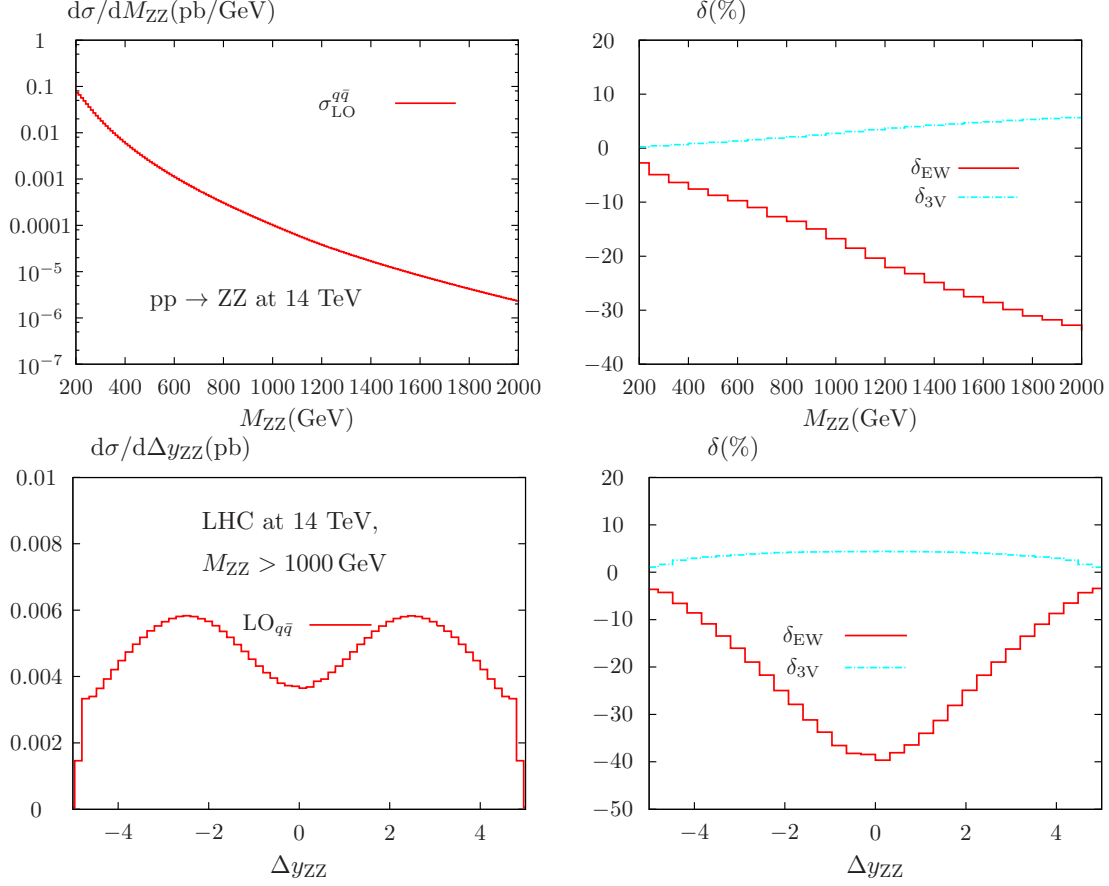 dσ/dM_ZZ(pb/GeV)
1
0.1
0.01
0.001
0.0001
10^−5
10^−6
10^−7
σ_LO^{qq̄}
pp → ZZ at 14 TeV
200 400 600 800 1000 1200 1400 1600 1800 2000
M_ZZ(GeV)
δ(%)
20
10
0
−10
−20
−30
−40
δ_EW
δ_3V
200 400 600 800 1000 1200 1400 1600 1800 2000
M_ZZ(GeV)
dσ/dΔy_ZZ(pb)
0.01
0.008
0.006
0.004
0.002
0
LHC at 14 TeV,
M_ZZ > 1000 GeV
LO_{qq̄}
−4 −2 0 2 4
Δy_ZZ
δ(%)
20
10
0
−10
−20
−30
−40
−50
δ_EW
δ_3V
−4 −2 0 2 4
Δy_ZZ